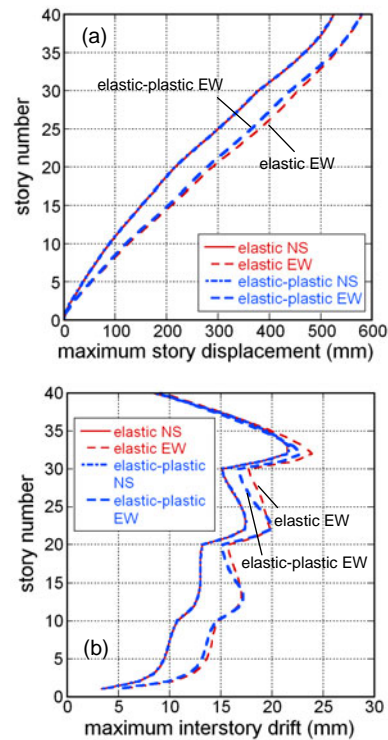 (a)
40
35
30
25
20
15
10
5
0
story number
elastic-plastic EW
elastic EW
elastic NS
elastic EW
elastic-plastic NS
elastic-plastic EW
0 100 200 300 400 500 600
maximum story displacement (mm)
40
35
30
25
20
15
10
5
0
story number
elastic NS
elastic EW
elastic-plastic
NS
elastic-plastic
EW
elastic EW
elastic-plastic EW
(b)
0 5 10 15 20 25 30
maximum interstory drift (mm)